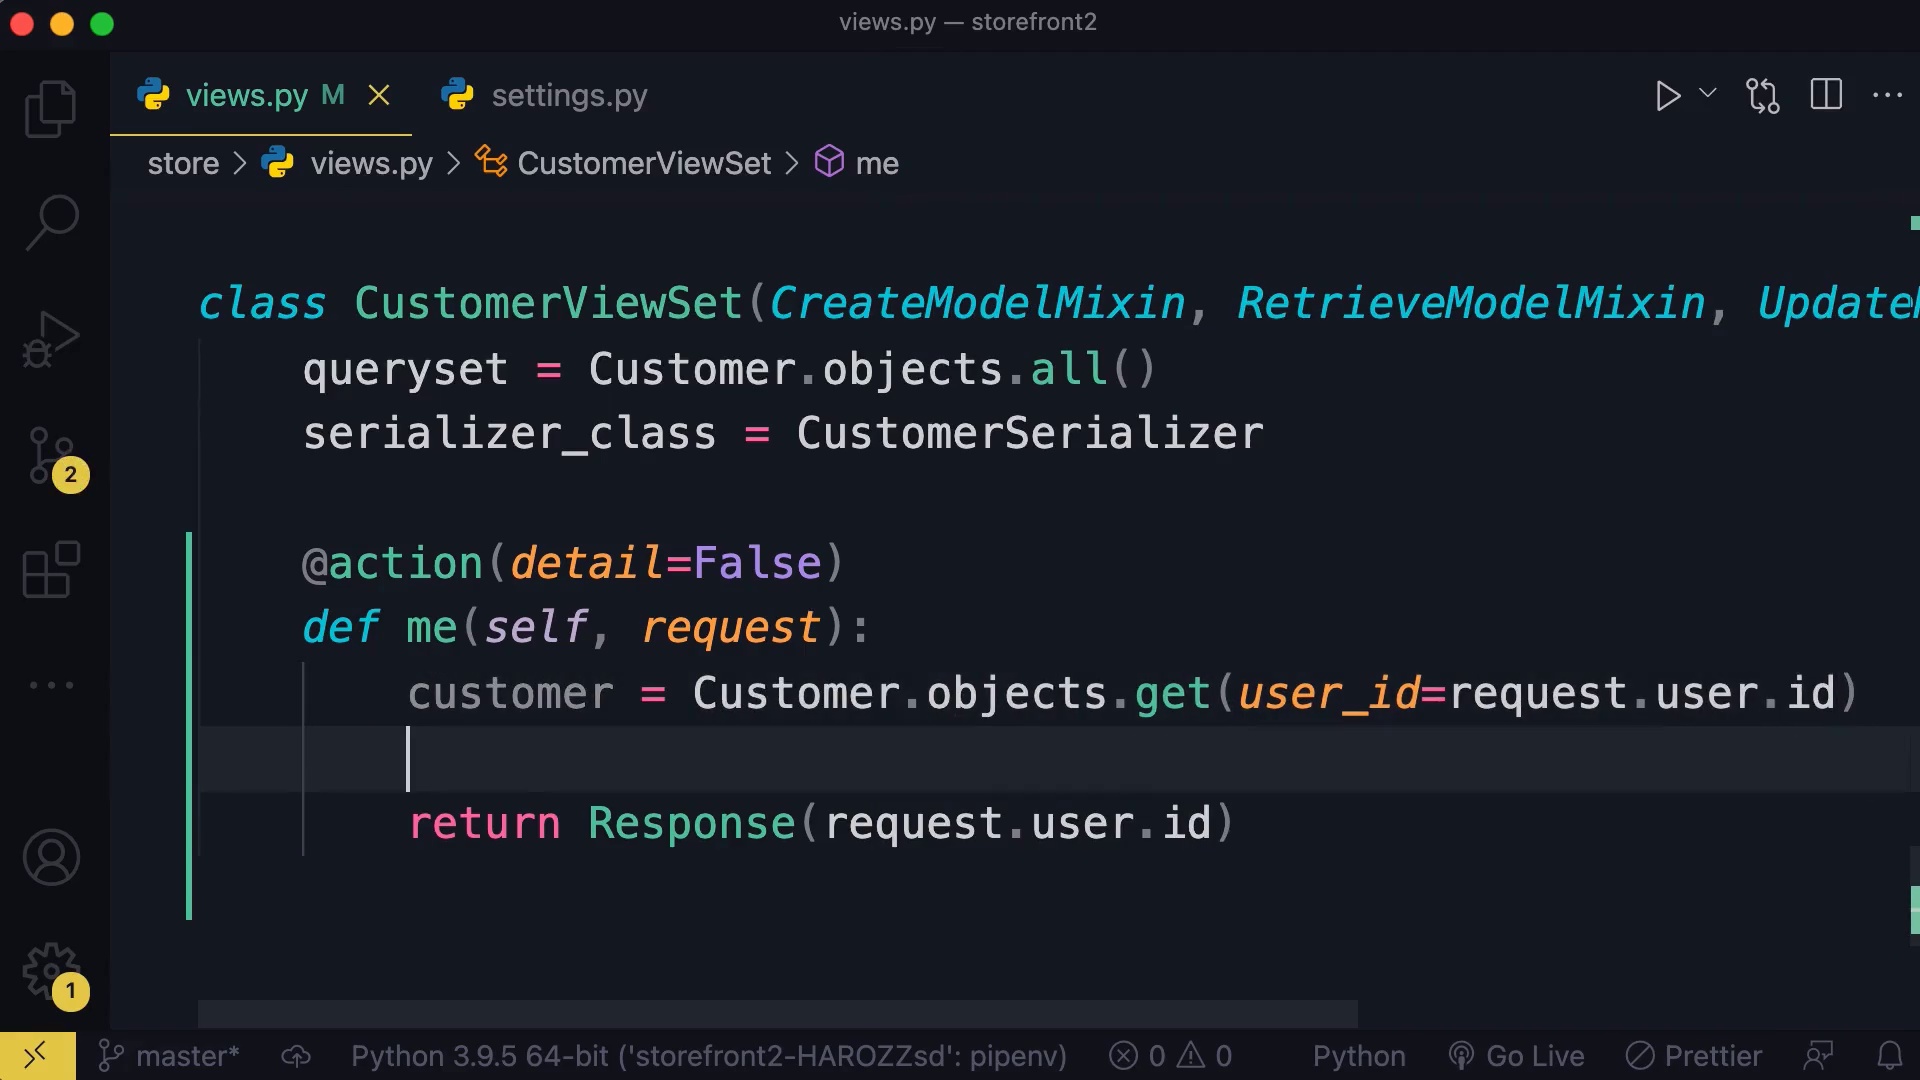 views.py — storefront2
views.py M settings.py
store > views.py > CustomerViewSet > me
class CustomerViewSet(CreateModelMixin, RetrieveModelMixin, Update
    queryset = Customer.objects.all()
    serializer_class = CustomerSerializer
    @action(detail=False)
    def me(self, request):
        customer = Customer.objects.get(user_id=request.user.id)
        return Response(request.user.id)
2
1
master* Python 3.9.5 64-bit ('storefront2-HAROZZsd': pipenv) 0 0 Python Go Live Prettier